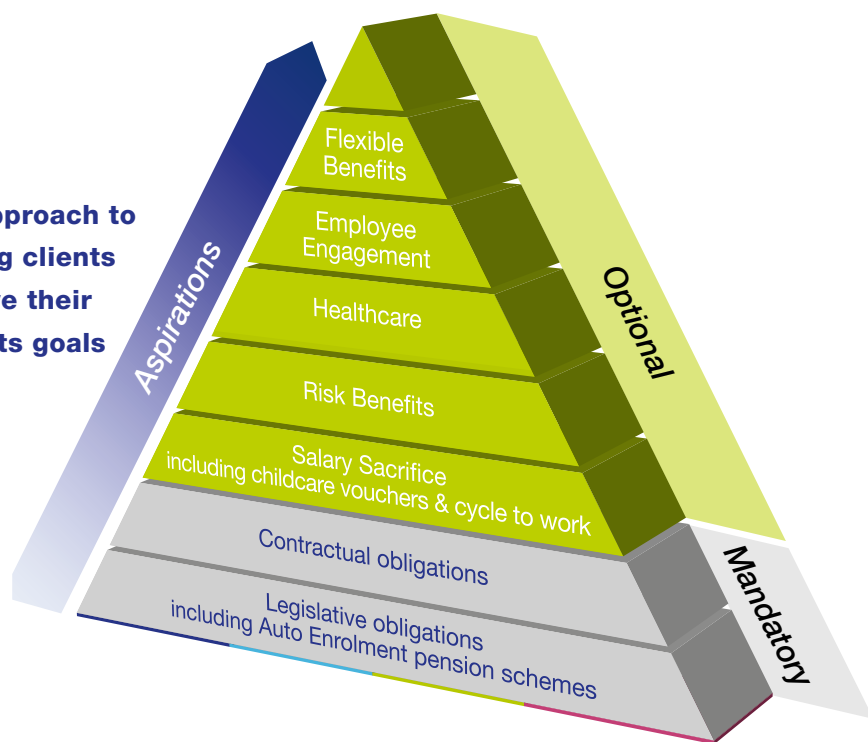 pproach to
g clients
e their
ts goals
Aspirations
Flexible
Benefits
Employee
Engagement
Healthcare
Risk Benefits
Salary Sacrifice
including childcare vouchers & cycle to work
Contractual obligations
Legislative obligations
including Auto Enrolment pension schemes
Optional
Mandatory